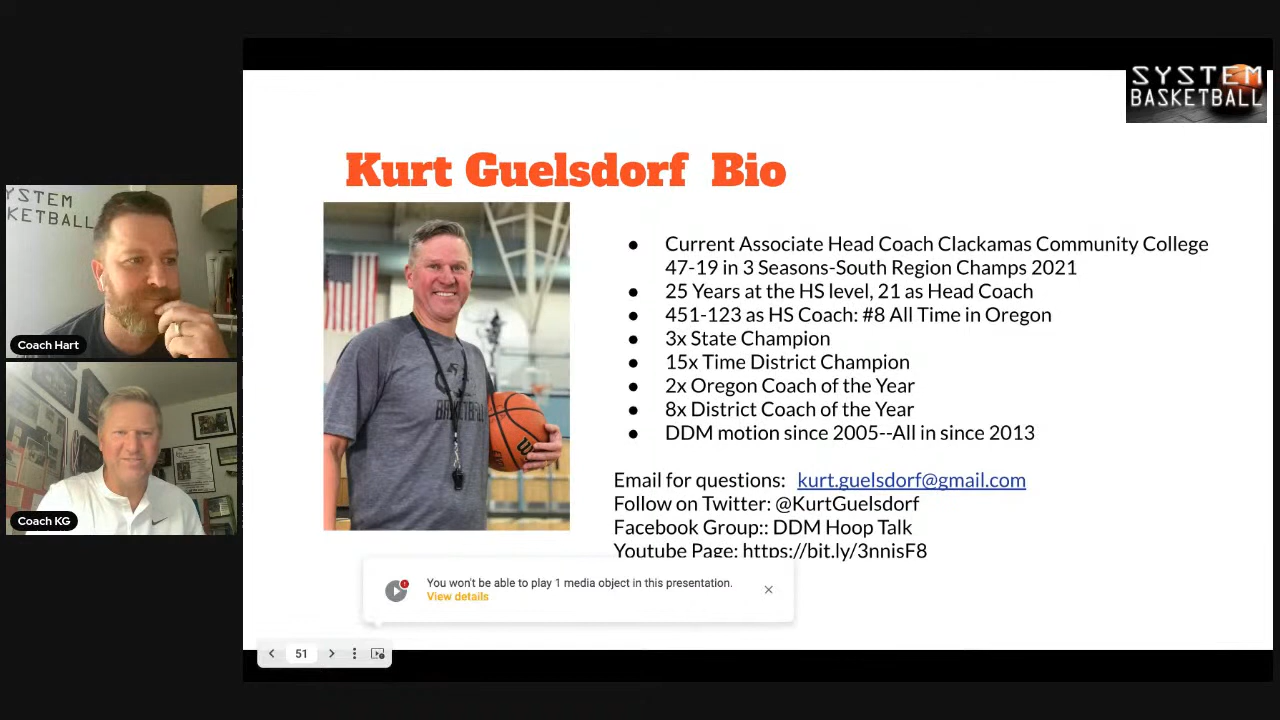 SYSTEM
BASKETBALL
Kurt Guelsdorf Bio
● Current Associate Head Coach Clackamas Community College
47-19 in 3 Seasons-South Region Champs 2021
● 25 Years at the HS level, 21 as Head Coach
● 451-123 as HS Coach: #8 All Time in Oregon
● 3x State Champion
● 15x Time District Champion
● 2x Oregon Coach of the Year
● 8x District Coach of the Year
● DDM motion since 2005--All in since 2013
Email for questions: kurt.guelsdorf@gmail.com
Follow on Twitter: @KurtGuelsdorf
Facebook Group:: DDM Hoop Talk
Youtube Page: https://bit.ly/3nnisF8
YSTEM
KETBALL
Coach Hart
Coach KG
You won't be able to play 1 media object in this presentation.
View details
51